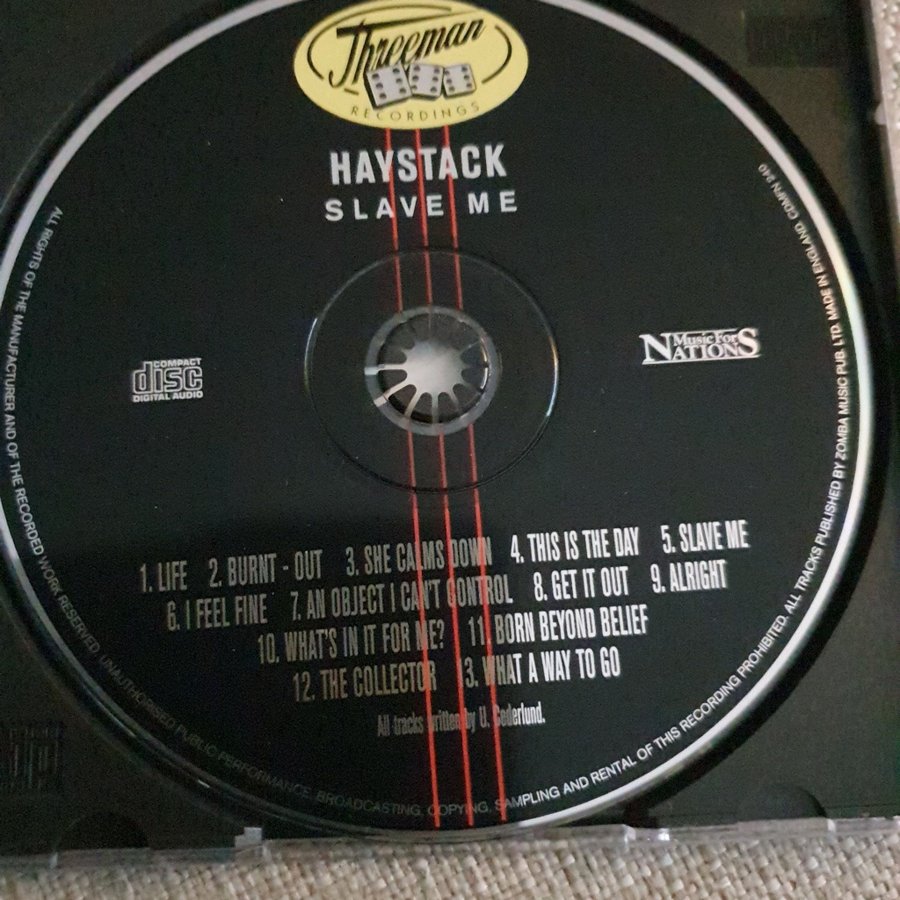 Threeman
RECORDINGS
HAYSTACK
SLAVE ME
COMPACT
disc
DIGITAL AUDIO
Music For
NATIONS
1. LIFE 2. BURNT - OUT 3. SHE CALMS DOWN 4. THIS IS THE DAY 5. SLAVE ME
6. I FEEL FINE 7. AN OBJECT I CAN'T CONTROL 8. GET IT OUT 9. ALRIGHT
10. WHAT'S IN IT FOR ME? 11. BORN BEYOND BELIEF
12. THE COLLECTOR 13. WHAT A WAY TO GO
All tracks written by U. Cederlund.
ALL RIGHTS OF THE MANUFACTURER AND OF THE RECORDED WORK RESERVED. UNAUTHORISED PUBLIC PERFORMANCE, BROADCASTING, COPYING, SAMPLING AND RENTAL OF THIS RECORDING PROHIBITED. ALL TRACKS PUBLISHED BY ZOMBA MUSIC PUB. LTD. MADE IN ENGLAND. CDMFN 240